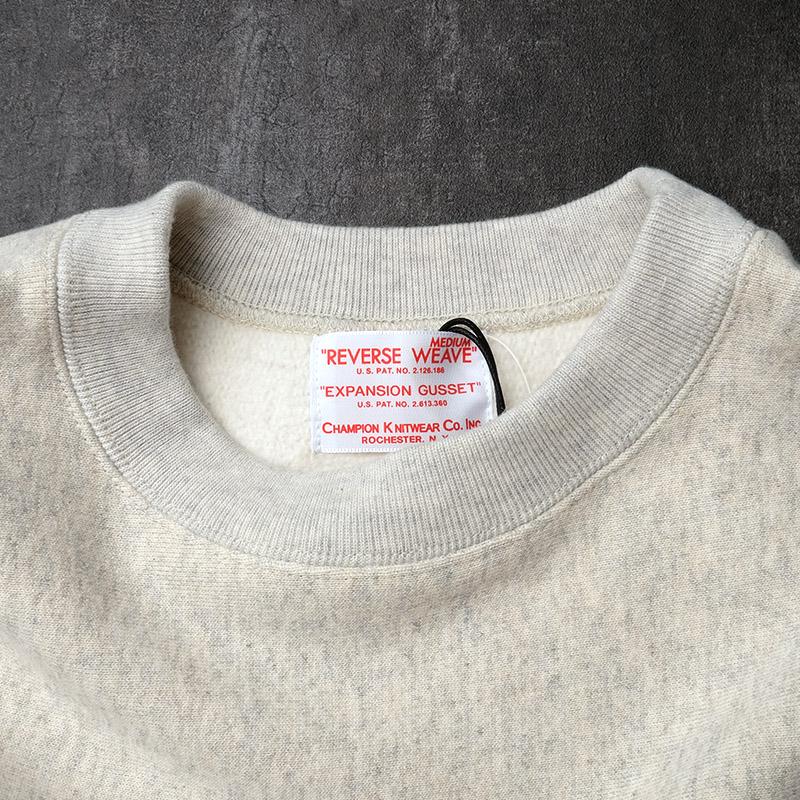 MEDIUM
"REVERSE WEAVE"
U.S. PAT. NO. 2.126.186
"EXPANSION GUSSET"
U.S. PAT. NO. 2.613.360
CHAMPION KNITWEAR CO. INC
ROCHESTER. N. Y.